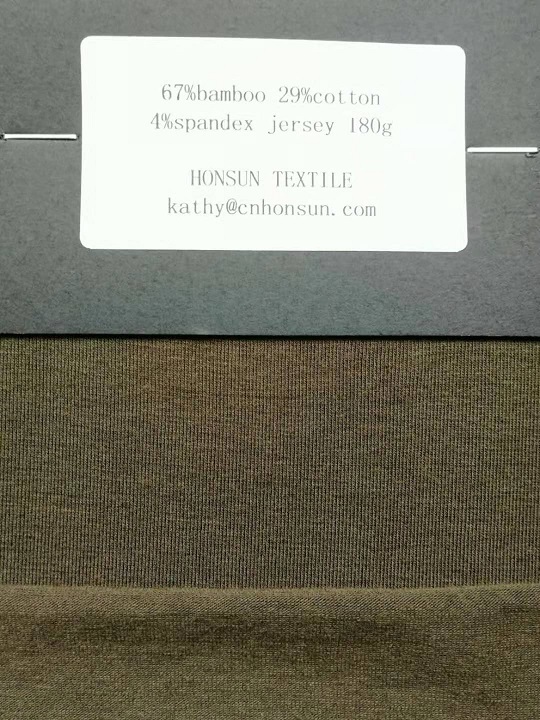 67%bamboo 29%cotton
4%spandex jersey 180g
HONSUN TEXTILE
kathy@cnhonsun.com